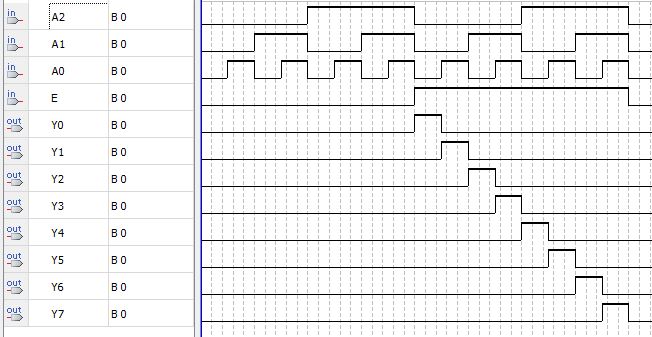 in A2 B 0
in A1 B 0
in A0 B 0
in E B 0
out Y0 B 0
out Y1 B 0
out Y2 B 0
out Y3 B 0
out Y4 B 0
out Y5 B 0
out Y6 B 0
out Y7 B 0